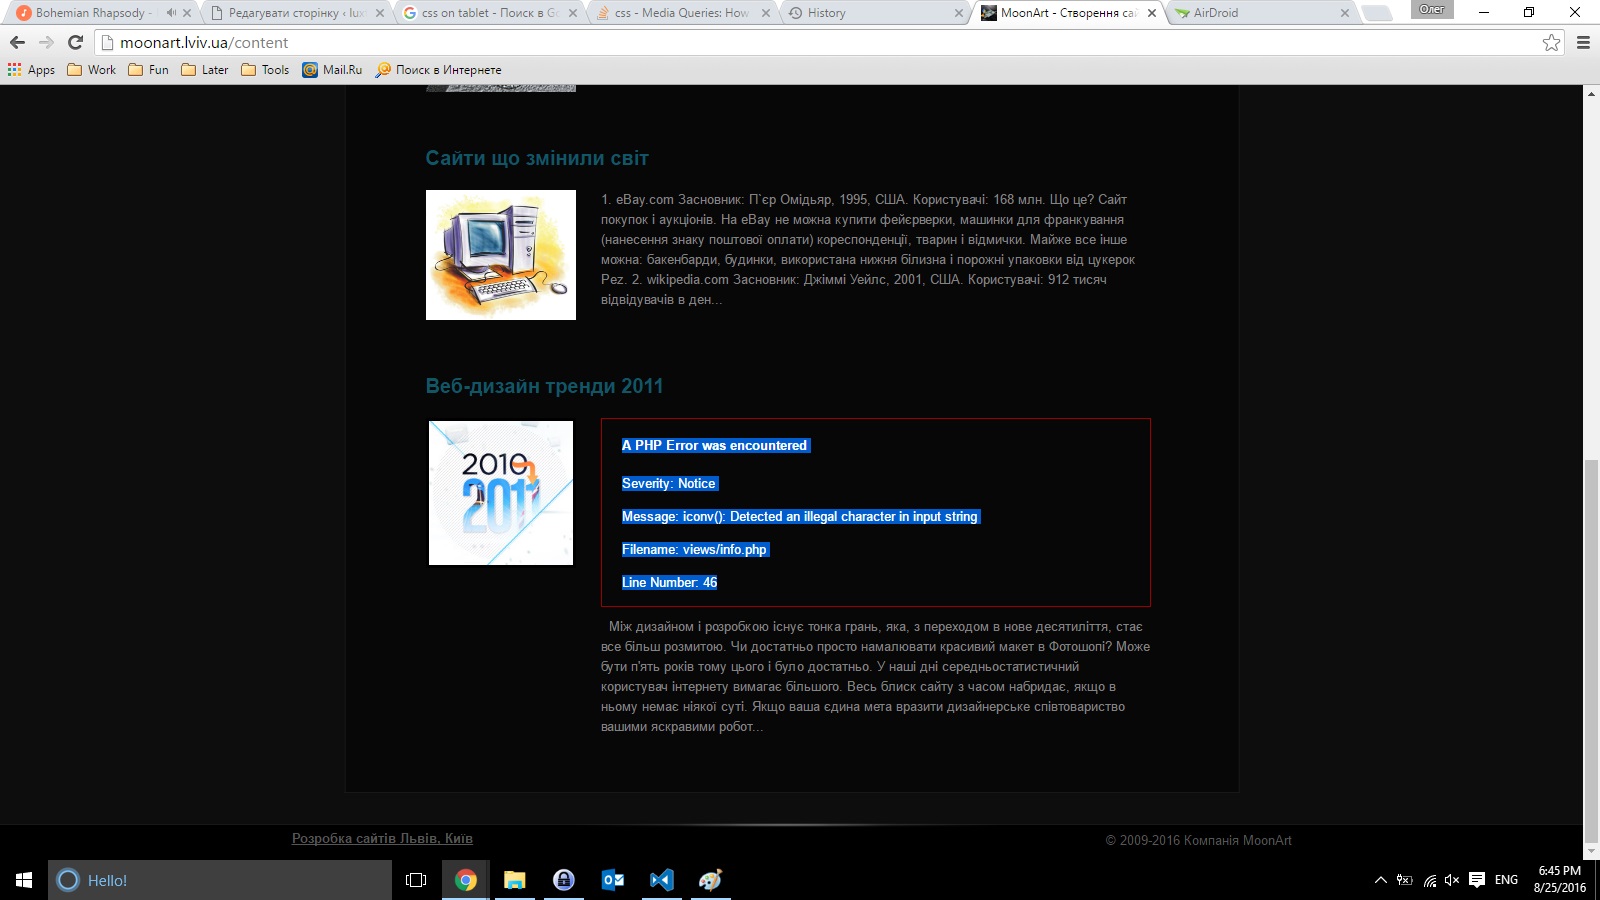 Bohemian Rhapsody -
Редагувати сторінку ‹ lux
css on tablet - Поиск в Go
css - Media Queries: How
History
MoonArt - Створення сай
AirDroid
Олег
moonart.lviv.ua/content
Apps
Work
Fun
Later
Tools
Mail.Ru
Поиск в Интернете
Сайти що змінили світ
1. eBay.com Засновник: П`єр Омідьяр, 1995, США. Користувачі: 168 млн. Що це? Сайт
покупок і аукціонів. На eBay не можна купити фейєрверки, машинки для франкування
(нанесення знаку поштової оплати) кореспонденції, тварин і відмички. Майже все інше
можна: бакенбарди, будинки, використана нижня білизна і порожні упаковки від цукерок
Pez. 2. wikipedia.com Засновник: Джіммі Уейлс, 2001, США. Користувачі: 912 тисяч
відвідувачів в ден...
Веб-дизайн тренди 2011
2010
2011
A PHP Error was encountered
Severity: Notice
Message: iconv(): Detected an illegal character in input string
Filename: views/info.php
Line Number: 46
Між дизайном і розробкою існує тонка грань, яка, з переходом в нове десятиліття, стає
все більш розмитою. Чи достатньо просто намалювати красивий макет в Фотошопі? Може
бути п'ять років тому цього і було достатньо. У наші дні середньостатистичний
користувач інтернету вимагає більшого. Весь блиск сайту з часом набридає, якщо в
ньому немає ніякої суті. Якщо ваша єдина мета вразити дизайнерське співтовариство
вашими яскравими робот...
Розробка сайтів Львів, Київ
© 2009-2016 Компанія MoonArt
Hello!
ENG
6:45 PM
8/25/2016